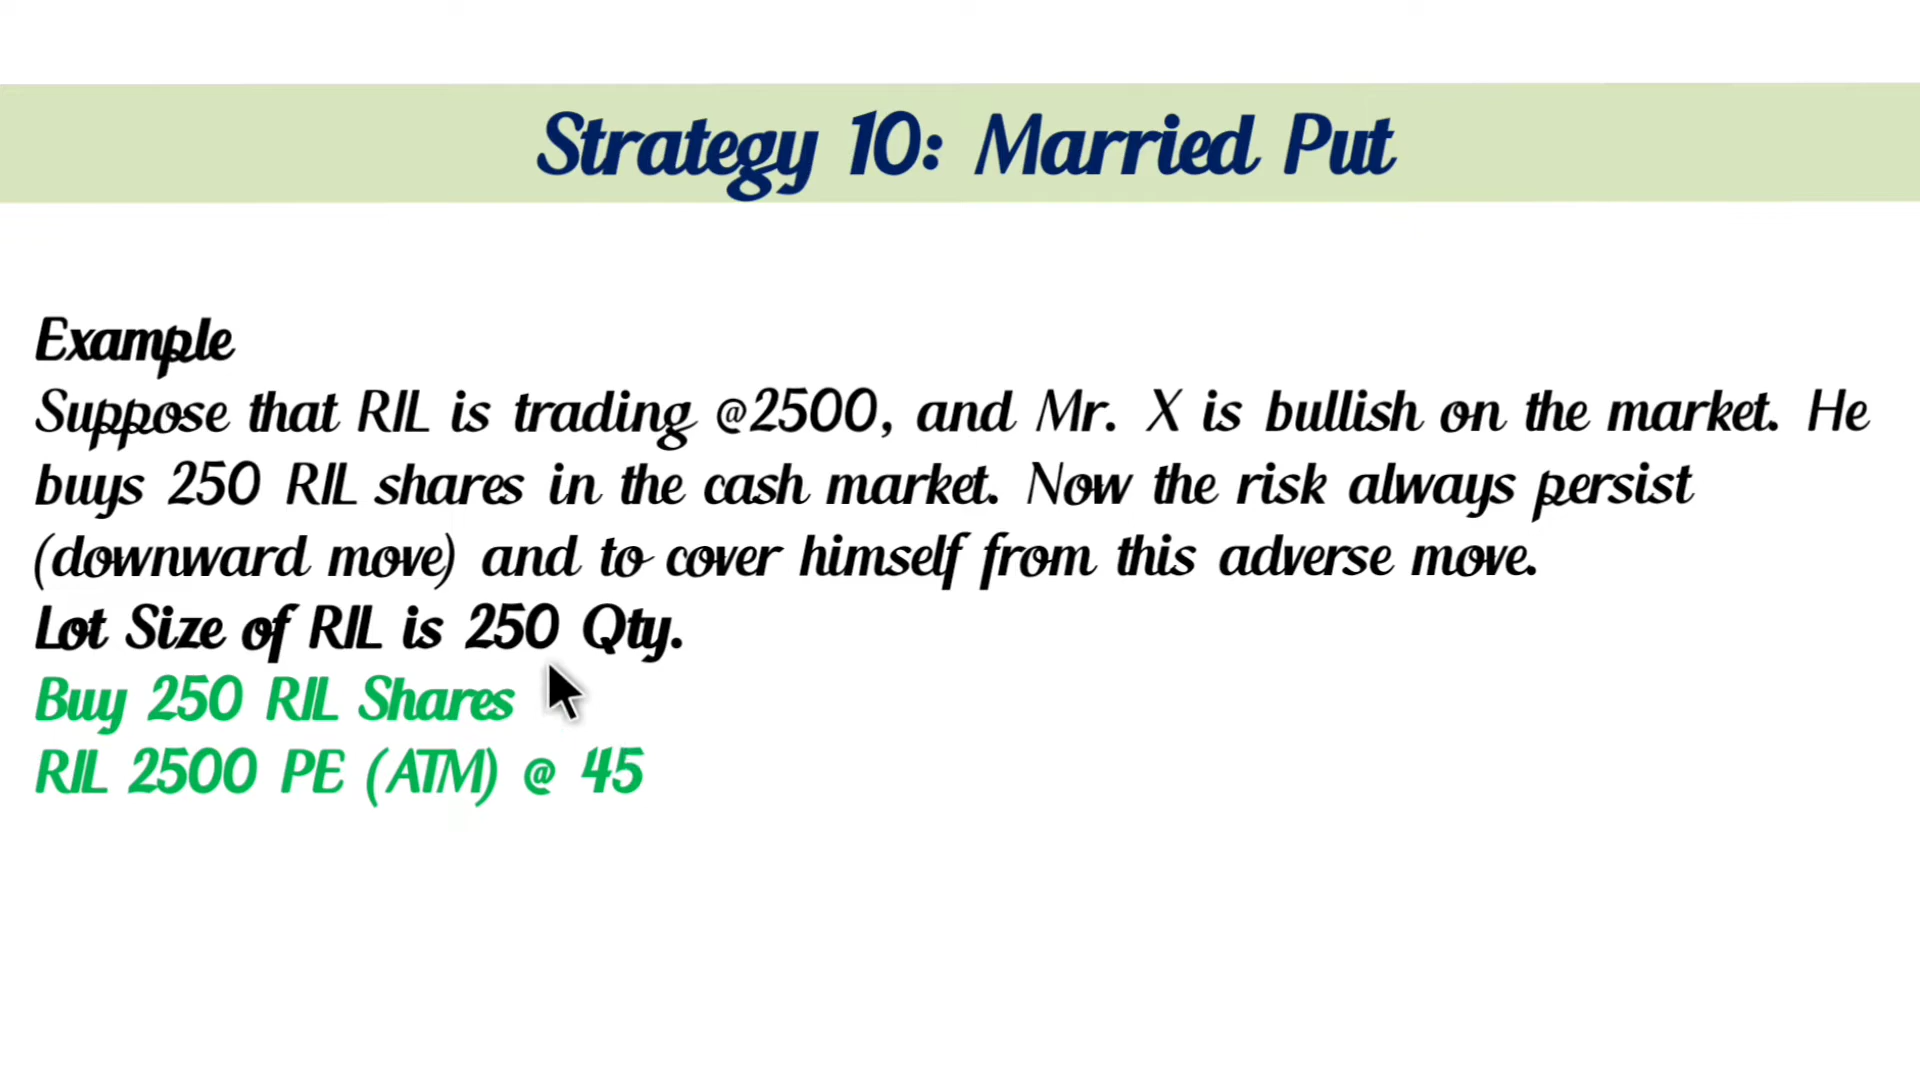 Strategy 10: Married Put
Example
Suppose that RIL is trading @2500, and Mr. X is bullish on the market. He
buys 250 RIL shares in the cash market. Now the risk always persist
(downward move) and to cover himself from this adverse move.
Lot Size of RIL is 250 Qty.
Buy 250 RIL Shares
RIL 2500 PE (ATM) @ 45